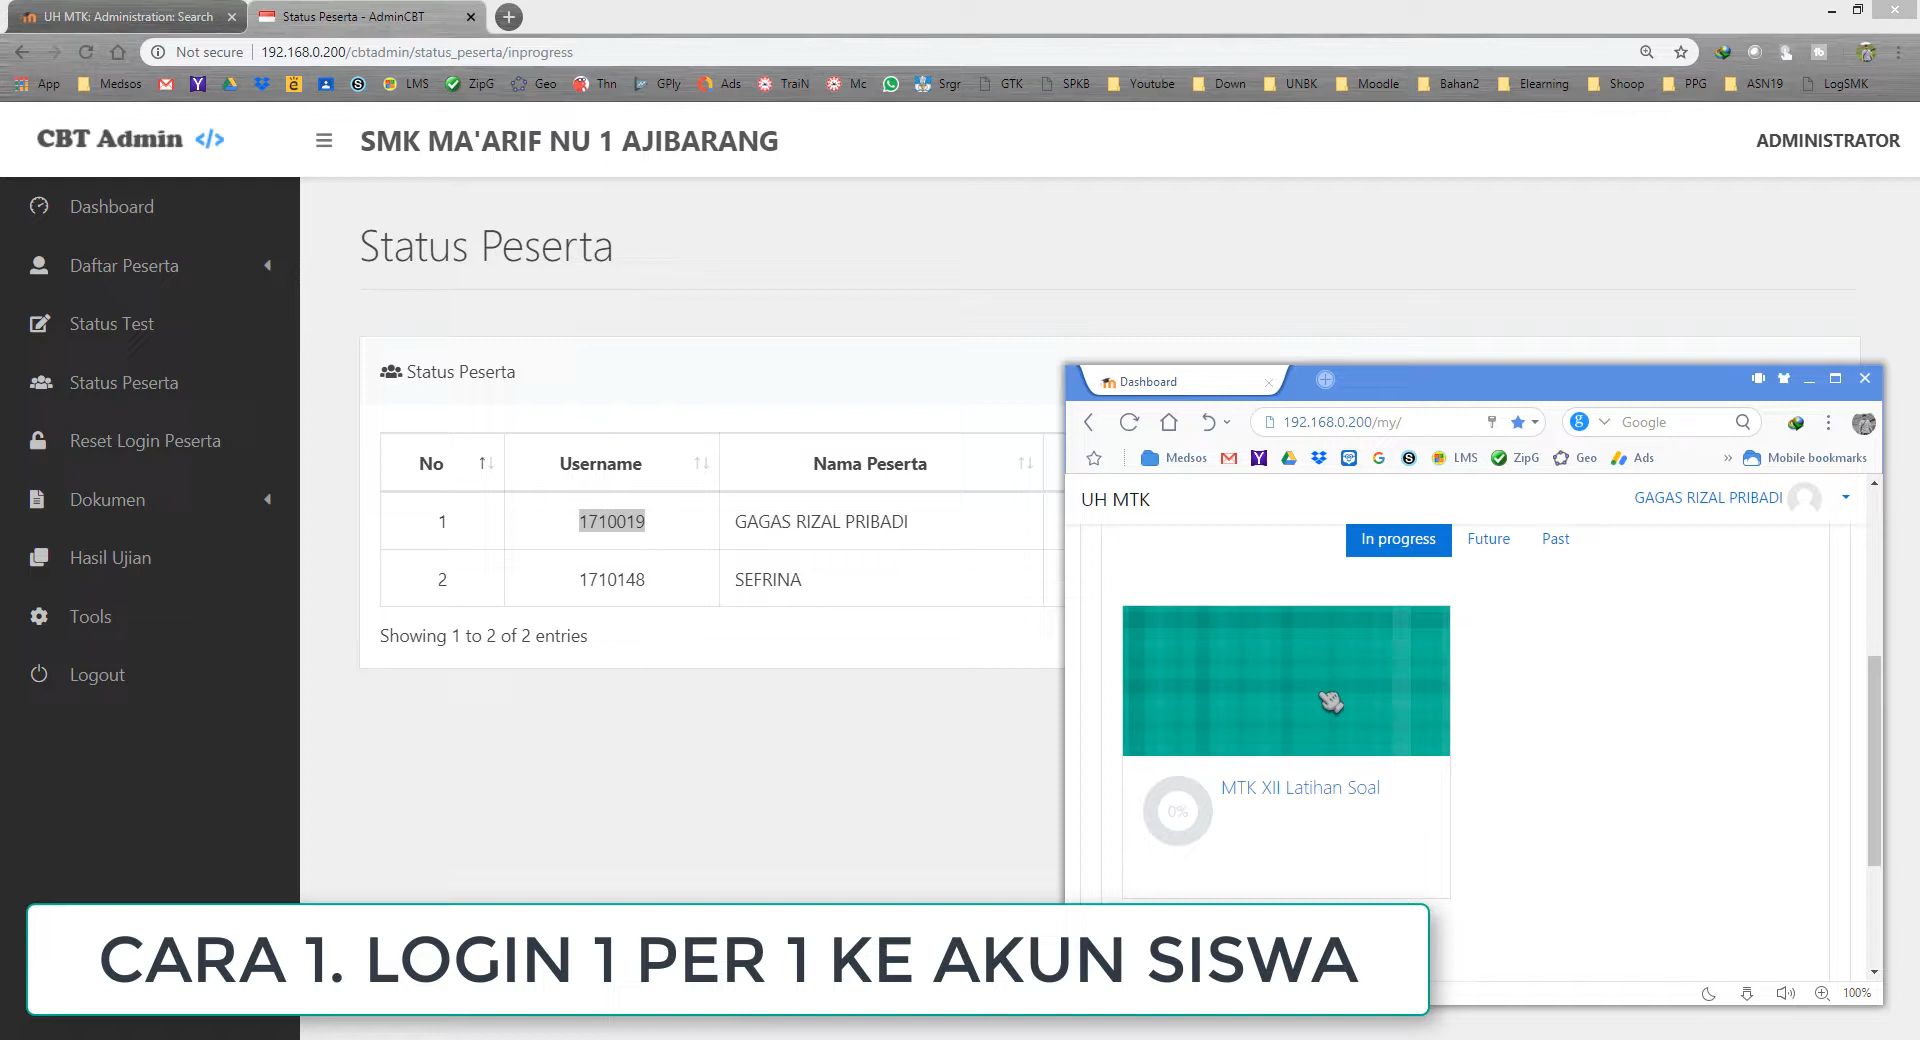 UH MTK: Administration: Search
Status Peserta - AdminCBT
Not secure
192.168.0.200/cbtadmin/status_peserta/inprogress
App
Medsos
LMS
ZipG
Geo
Thn
GPly
Ads
TraiN
Mc
Srgr
GTK
SPKB
Youtube
Down
UNBK
Moodle
Bahan2
Elearning
Shoop
PPG
ASN19
LogSMK
CBT Admin </>
SMK MA'ARIF NU 1 AJIBARANG
ADMINISTRATOR
Dashboard
Daftar Peserta
Status Test
Status Peserta
Reset Login Peserta
Dokumen
Hasil Ujian
Tools
Logout
Status Peserta
Status Peserta
No
Username
Nama Peserta
1
1710019
GAGAS RIZAL PRIBADI
2
1710148
SEFRINA
Showing 1 to 2 of 2 entries
Dashboard
192.168.0.200/my/
Google
Medsos
LMS
ZipG
Geo
Ads
Mobile bookmarks
UH MTK
GAGAS RIZAL PRIBADI
In progress
Future
Past
0%
MTK XII Latihan Soal
100%
CARA 1. LOGIN 1 PER 1 KE AKUN SISWA